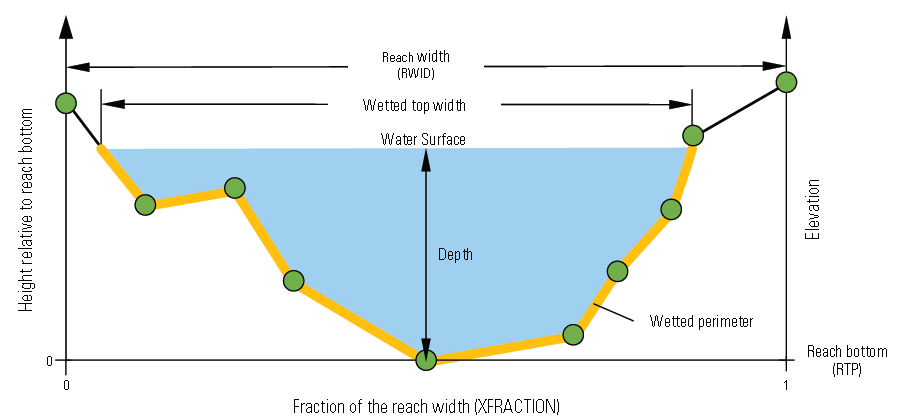 Reach width
(RWID)
Wetted top width
Water Surface
Height relative to reach bottom
Elevation
Depth
Wetted perimeter
0
Reach bottom
(RTP)
0
1
Fraction of the reach width (XFRACTION)